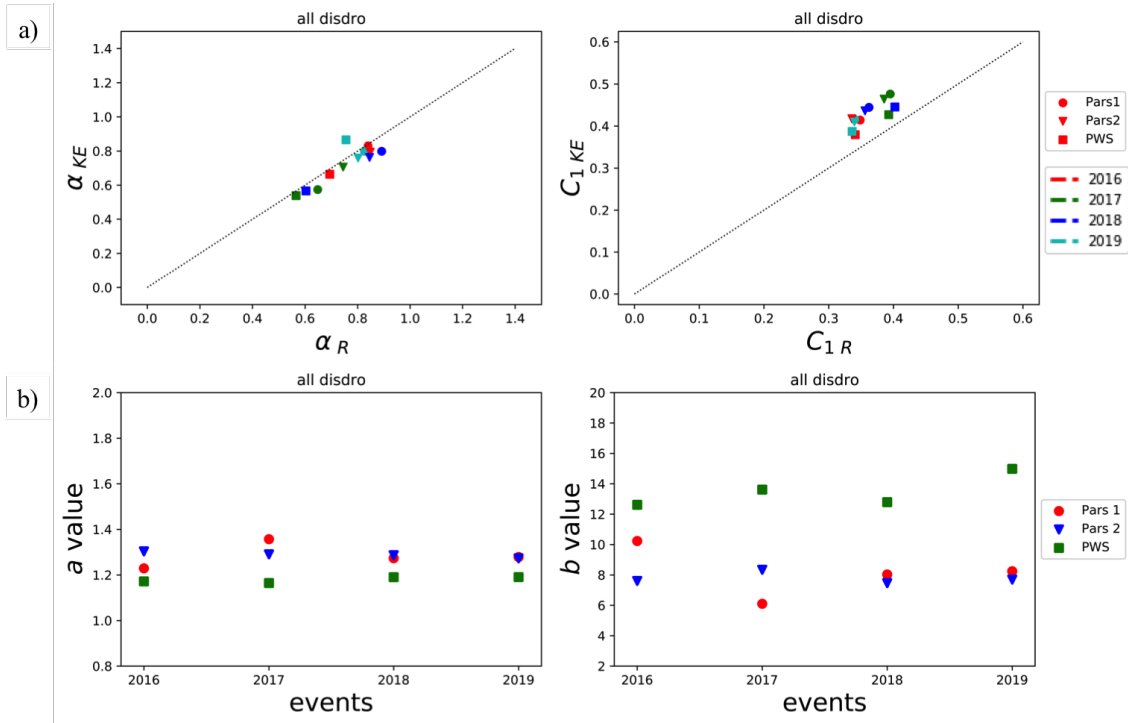 a)
all disdro
1.4
1.2
1.0
0.8
0.6
0.4
0.2
0.0
α KE
0.0 0.2 0.4 0.6 0.8 1.0 1.2 1.4
α R
all disdro
0.6
0.5
0.4
0.3
0.2
0.1
0.0
C1 KE
0.0 0.1 0.2 0.3 0.4 0.5 0.6
C1 R
Pars1
Pars2
PWS
2016
2017
2018
2019
b)
all disdro
2.0
1.8
1.6
1.4
1.2
1.0
0.8
a value
2016 2017 2018 2019
events
all disdro
20
18
16
14
12
10
8
6
4
2
b value
2016 2017 2018 2019
events
Pars 1
Pars 2
PWS